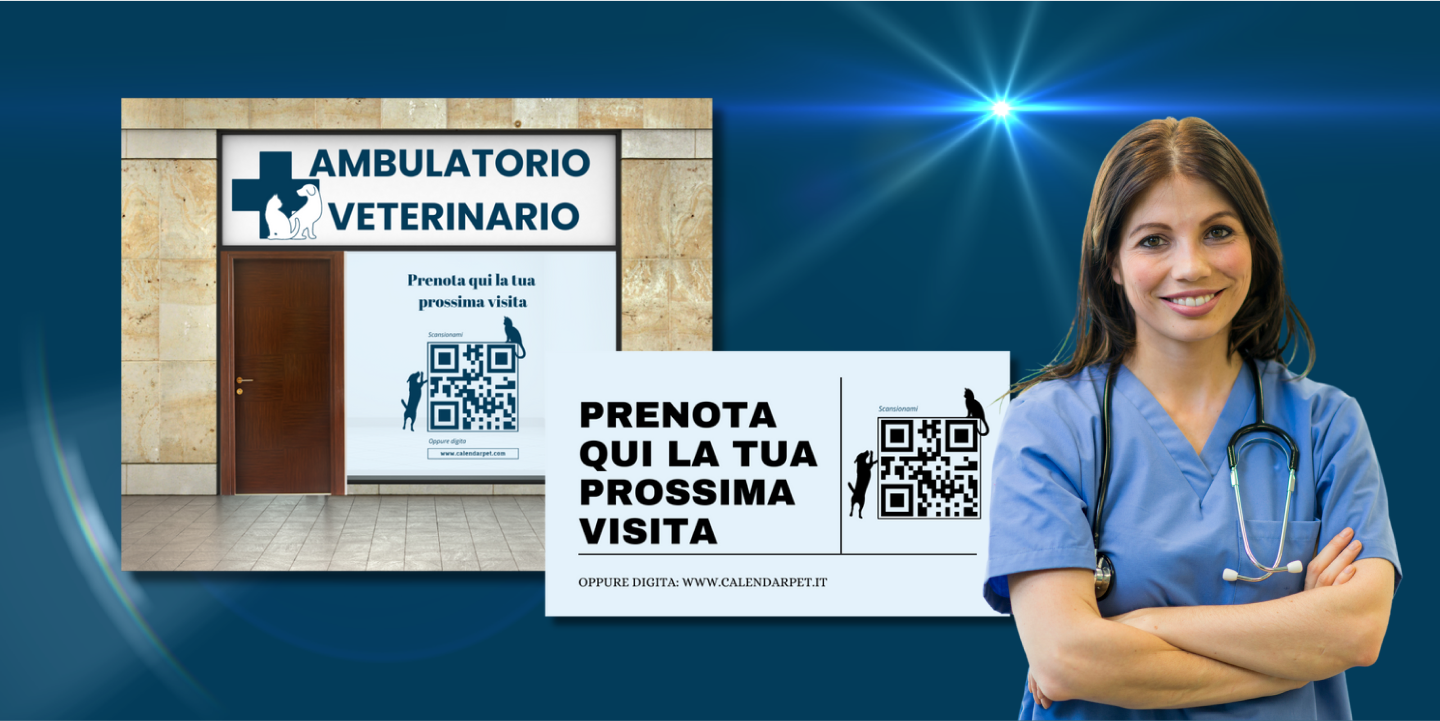 AMBULATORIO
VETERINARIO
Prenota qui la tua
prossima visita
Scansionami
Oppure digita
www.calendarpet.com
PRENOTA
QUI LA TUA
PROSSIMA
VISITA
Scansionami
OPPURE DIGITA: WWW.CALENDARPET.IT